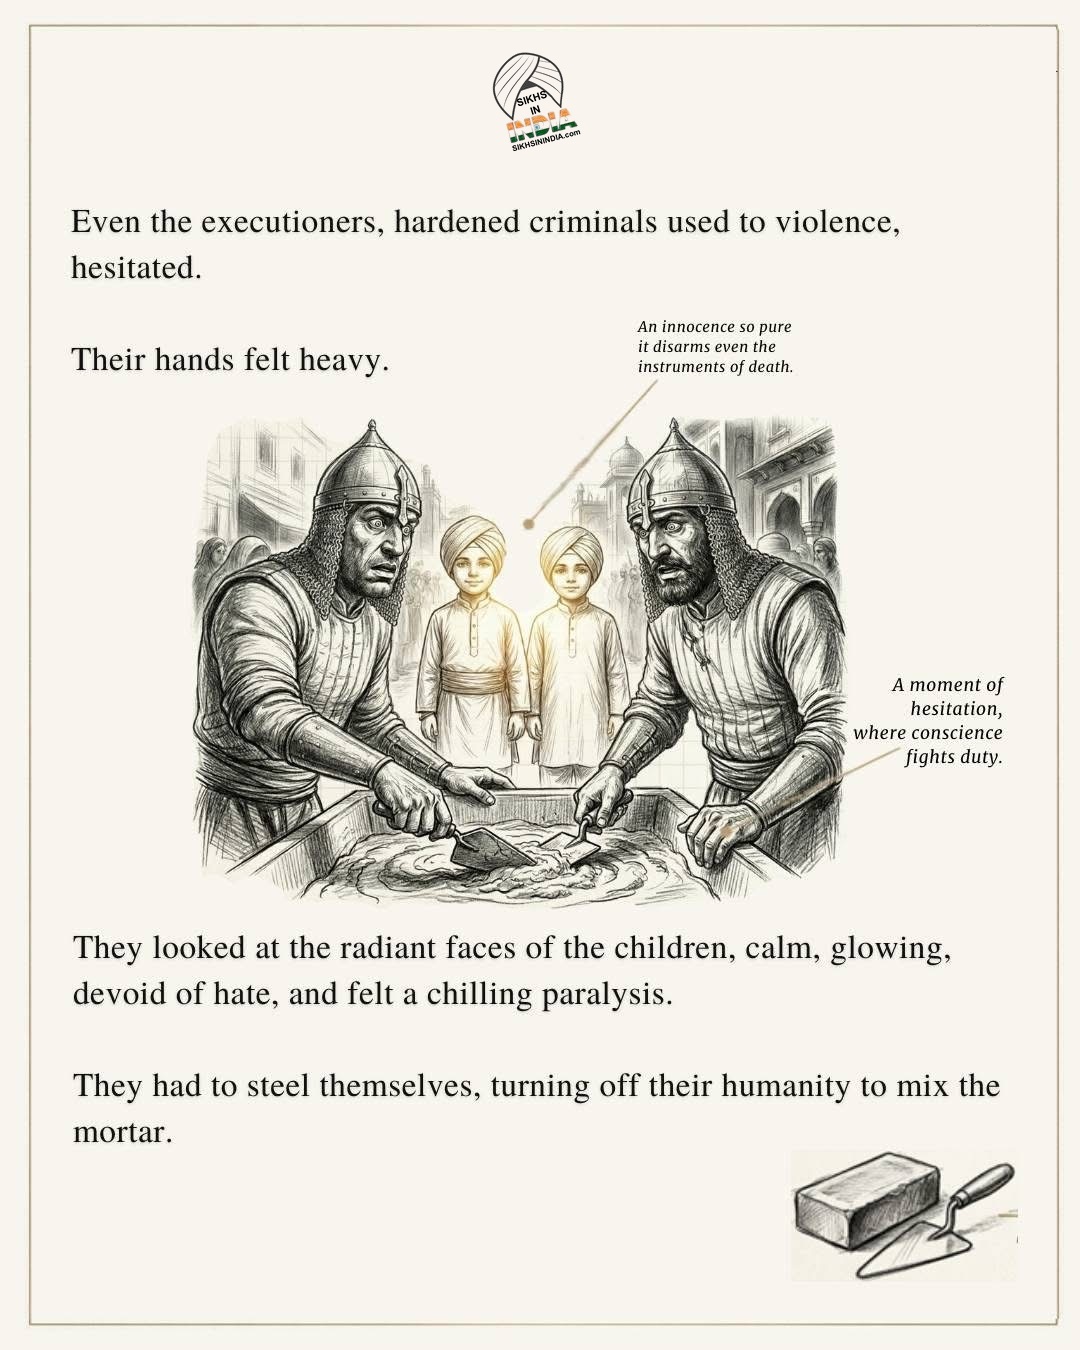 SIKHS
IN
INDIA
SIKHSININDIA.com
Even the executioners, hardened criminals used to violence,
hesitated.
Their hands felt heavy.
An innocence so pure
it disarms even the
instruments of death.
A moment of
hesitation,
where conscience
fights duty.
They looked at the radiant faces of the children, calm, glowing,
devoid of hate, and felt a chilling paralysis.
They had to steel themselves, turning off their humanity to mix the
mortar.